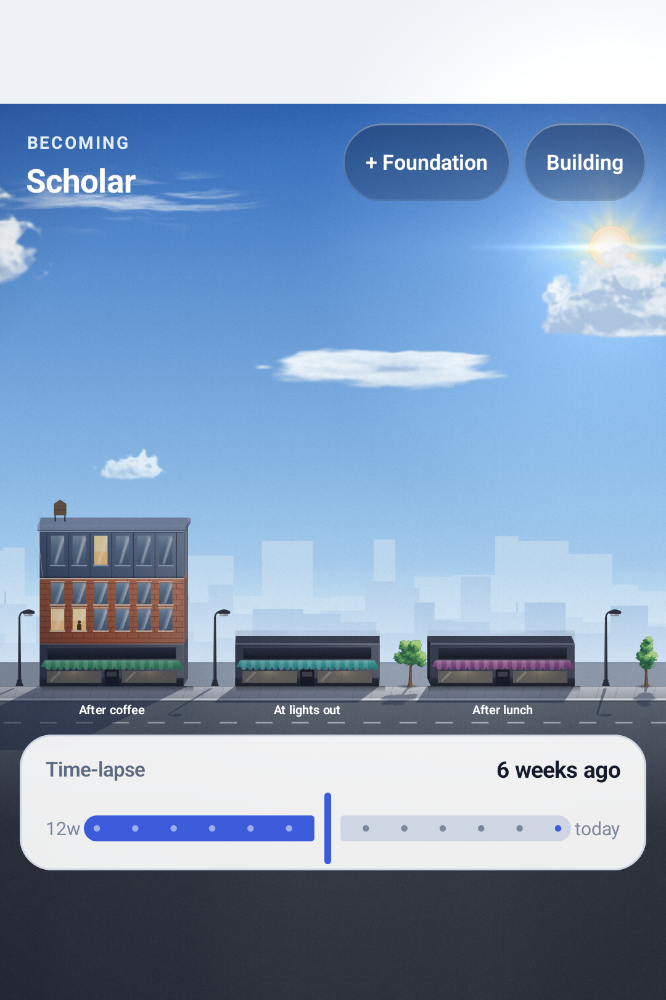 BECOMING
Scholar
+ Foundation
Building
After coffee
At lights out
After lunch
Time-lapse
6 weeks ago
12w
today